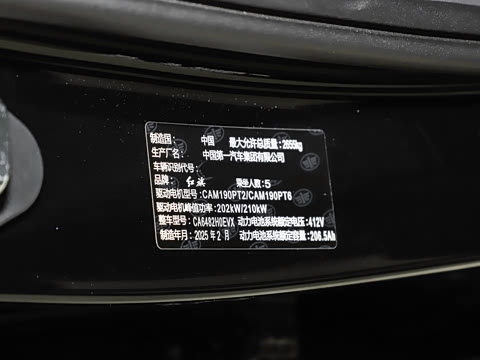 制造国： 中国 最大允许总质量：2655kg
生产厂名： 中国第一汽车集团有限公司
车辆识别代号：
品牌： 红旗 乘坐人数：5
驱动电机型号：CAM190PT2/CAM190PT6
驱动电机峰值功率：202kW/210kW
整车型号：CA6482H0EVX 动力电池系统额定电压：412V
制造年月：2025年2月 动力电池系统额定容量：206.5Ah